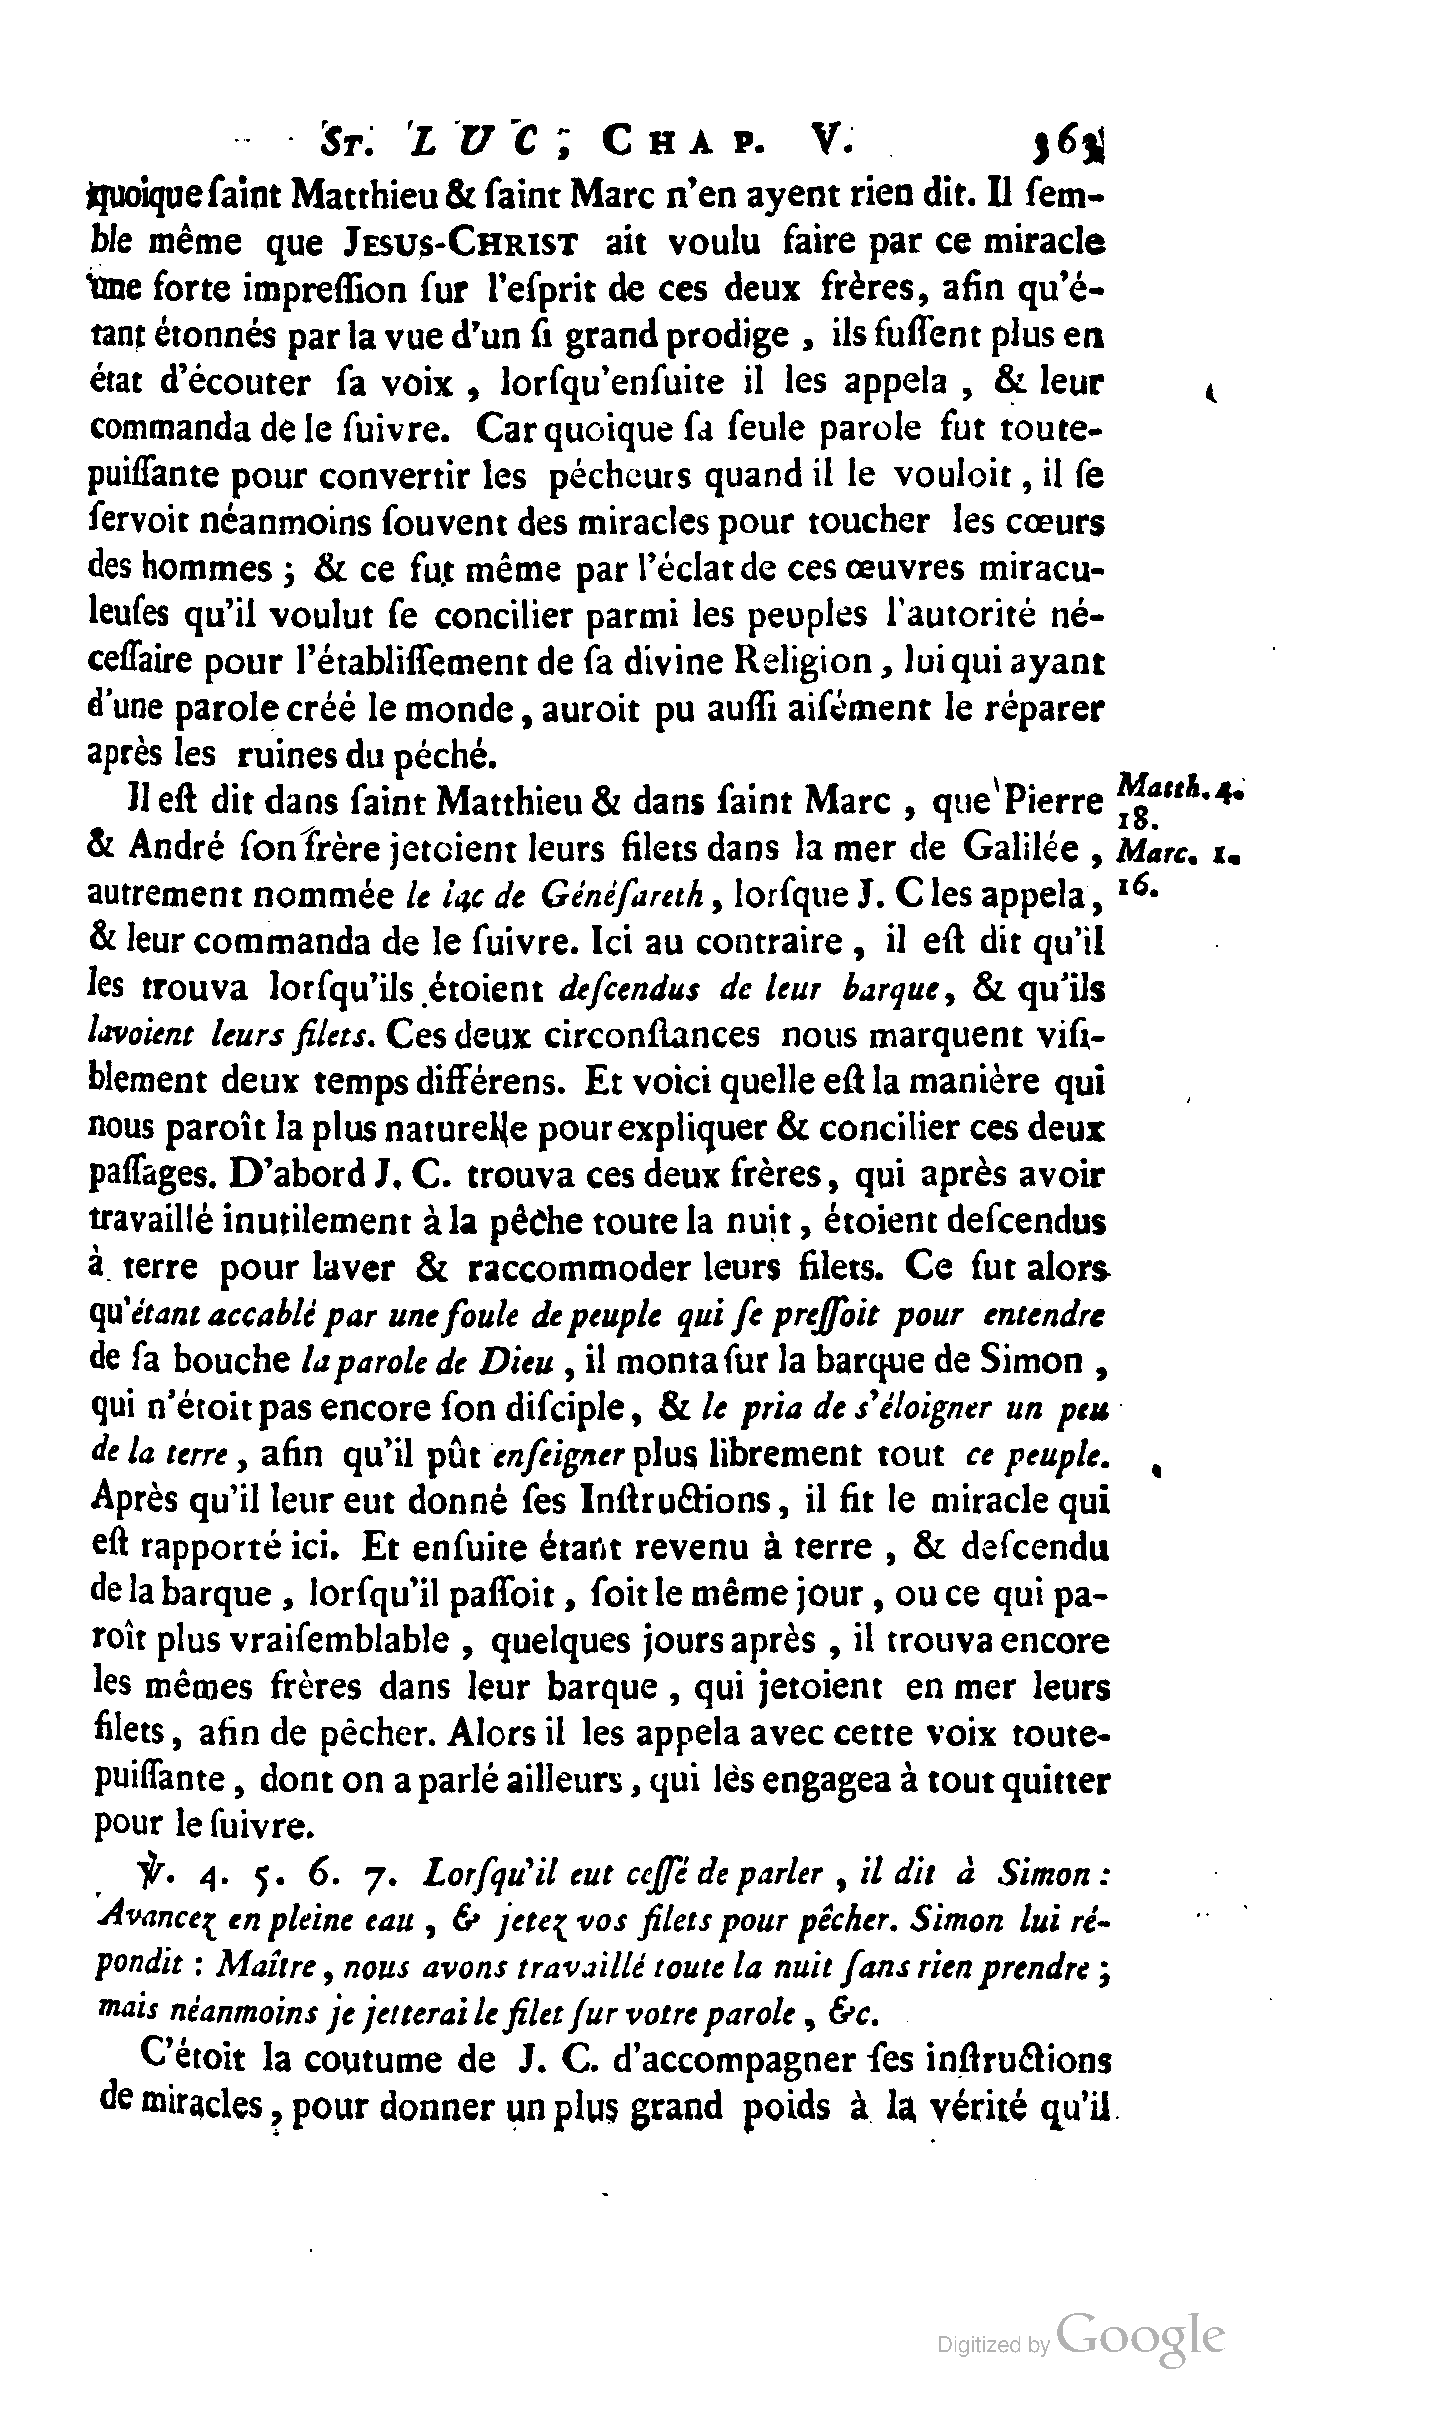 ST. LUC, CHAP. V. 363
quoique ſaint Matthieu & ſaint Marc n'en ayent rien dit. Il ſem-
ble même que JESUS-CHRIST ait voulu faire par ce miracle
une forte impreſſion ſur l'eſprit de ces deux frères, afin qu'é-
tant étonnés par la vue d'un ſi grand prodige, ils fuſſent plus en
état d'écouter ſa voix, lorſqu'enſuite il les appela, & leur
commanda de le ſuivre. Car quoique ſa ſeule parole fut toute-
puiſſante pour convertir les pécheurs quand il le vouloit, il ſe
ſervoit néanmoins ſouvent des miracles pour toucher les cœurs
des hommes; & ce fut même par l'éclat de ces œuvres miracu-
leuſes qu'il voulut ſe concilier parmi les peuples l'autorité né-
ceſſaire pour l'établiſſement de ſa divine Religion, lui qui ayant
d'une parole créé le monde, auroit pu auſſi aiſément le réparer
après les ruines du péché.
Il eſt dit dans ſaint Matthieu & dans ſaint Marc, que Pierre
Matth. 4.
18.
& André ſon frère jetoient leurs filets dans la mer de Galilée,
Marc. 1.
autrement nommée le lac de Généſareth, lorſque J. C les appela,
16.
& leur commanda de le ſuivre. Ici au contraire, il eſt dit qu'il
les trouva lorſqu'ils étoient deſcendus de leur barque, & qu'ils
lavoient leurs filets. Ces deux circonſtances nous marquent viſi-
blement deux temps différens. Et voici quelle eſt la manière qui
nous paroît la plus naturelle pour expliquer & concilier ces deux
paſſages. D'abord J. C. trouva ces deux frères, qui après avoir
travaillé inutilement à la pêche toute la nuit, étoient deſcendus
à terre pour laver & raccommoder leurs filets. Ce fut alors
qu'étant accablé par une foule de peuple qui ſe preſſoit pour entendre
de ſa bouche la parole de Dieu, il monta ſur la barque de Simon,
qui n'étoit pas encore ſon diſciple, & le pria de s'éloigner un peu
de la terre, afin qu'il pût enſeigner plus librement tout ce peuple.
Après qu'il leur eut donné ſes Inſtructions, il fit le miracle qui
eſt rapporté ici. Et enſuite étant revenu à terre, & deſcendu
de la barque, lorſqu'il paſſoit, ſoit le même jour, ou ce qui pa-
roît plus vraiſemblable, quelques jours après, il trouva encore
les mêmes frères dans leur barque, qui jetoient en mer leurs
filets, afin de pêcher. Alors il les appela avec cette voix toute-
puiſſante, dont on a parlé ailleurs, qui les engagea à tout quitter
pour le ſuivre.
℣. 4. 5. 6. 7. Lorſqu'il eut ceſſé de parler, il dit à Simon:
Avancez en pleine eau, & jetez vos filets pour pêcher. Simon lui ré-
pondit: Maître, nous avons travaillé toute la nuit ſans rien prendre;
mais néanmoins je jetterai le filet ſur votre parole, &c.
C'étoit la coutume de J. C. d'accompagner ſes inſtructions
de miracles, pour donner un plus grand poids à la vérité qu'il
Digitized by Google